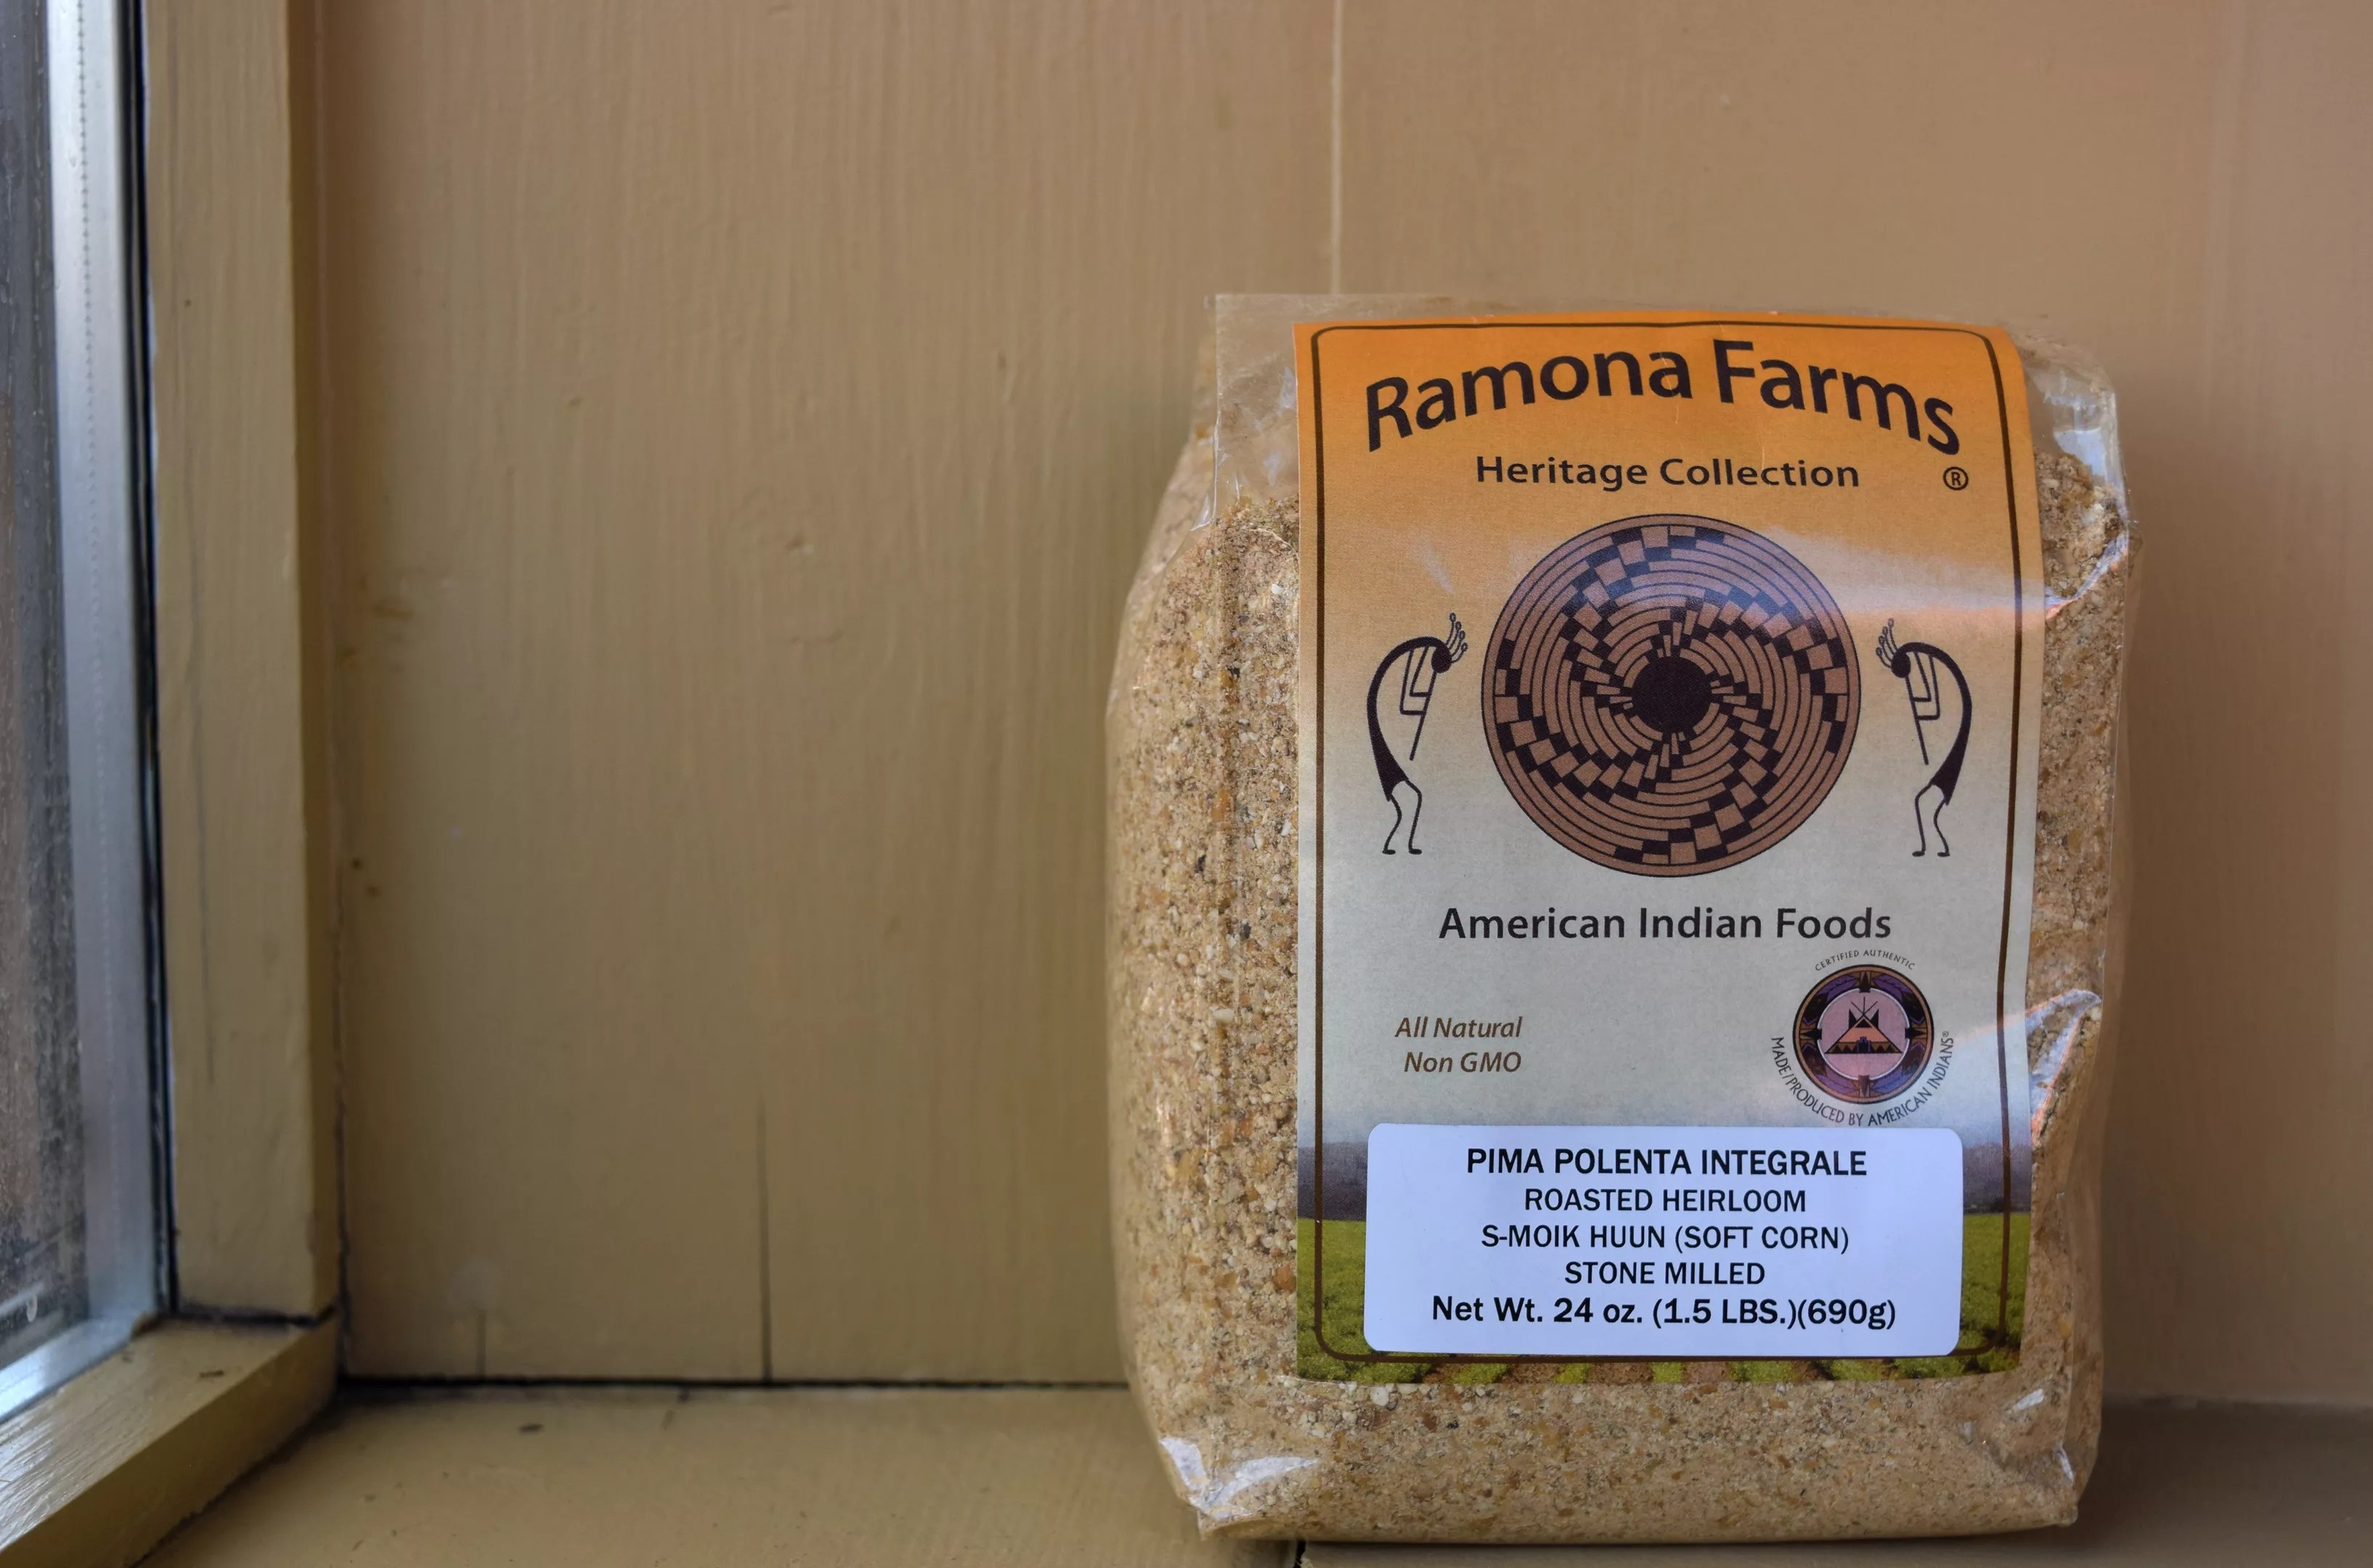 Ramona Farms
Heritage Collection ®
American Indian Foods
CERTIFIED AUTHENTIC
All Natural
Non GMO
MADE/PRODUCED BY AMERICAN INDIANS®
PIMA POLENTA INTEGRALE
ROASTED HEIRLOOM
S-MOIK HUUN (SOFT CORN)
STONE MILLED
Net Wt. 24 oz. (1.5 LBS.)(690g)